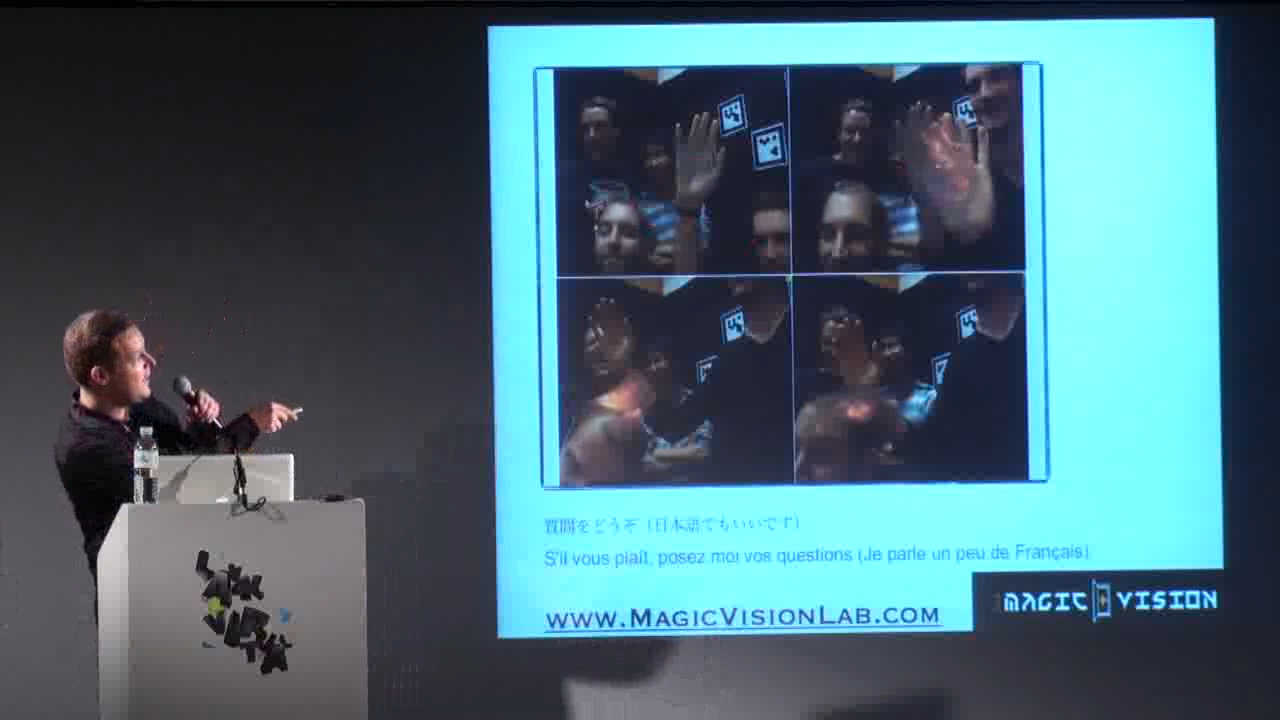 質問をどうぞ (日本語でもいいです)
S'il vous plaît, posez moi vos questions (Je parle un peu de Français)
WWW.MAGICVISIONLAB.COM
MAGIC VISION